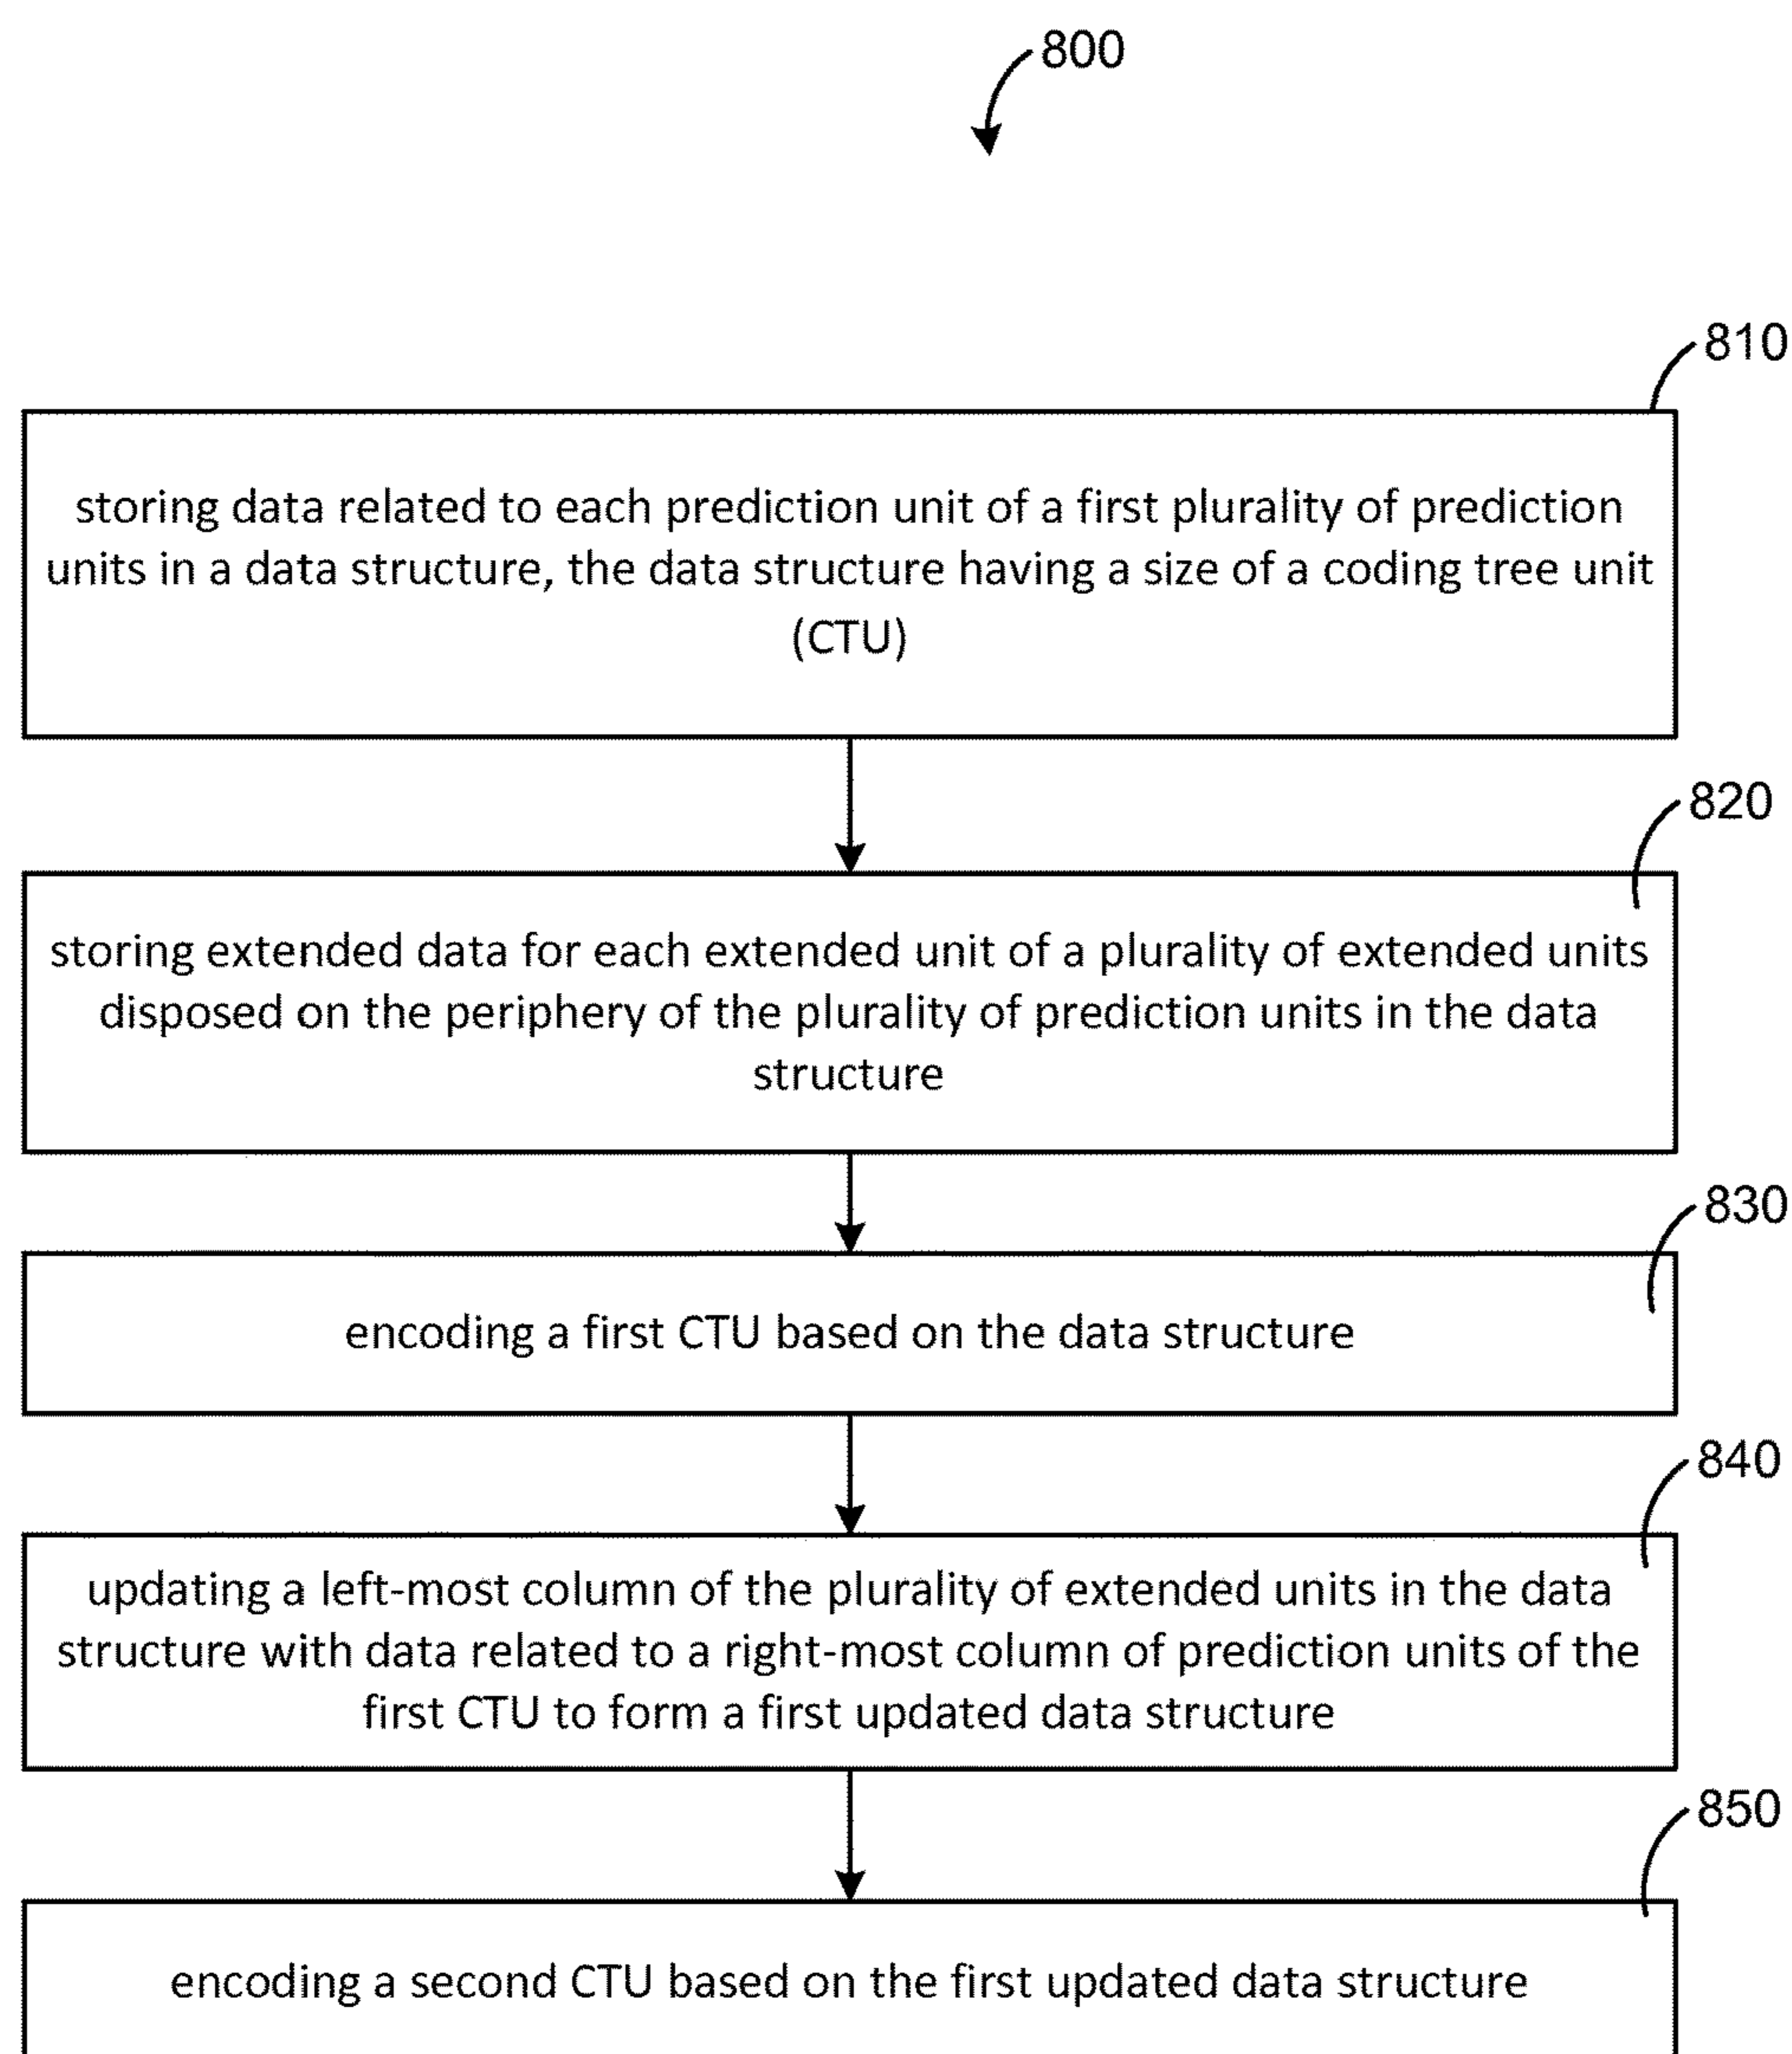 800
810
storing data related to each prediction unit of a first plurality of prediction
units in a data structure, the data structure having a size of a coding tree unit
(CTU)
820
storing extended data for each extended unit of a plurality of extended units
disposed on the periphery of the plurality of prediction units in the data
structure
830
encoding a first CTU based on the data structure
840
updating a left-most column of the plurality of extended units in the data
structure with data related to a right-most column of prediction units of the
first CTU to form a first updated data structure
850
encoding a second CTU based on the first updated data structure